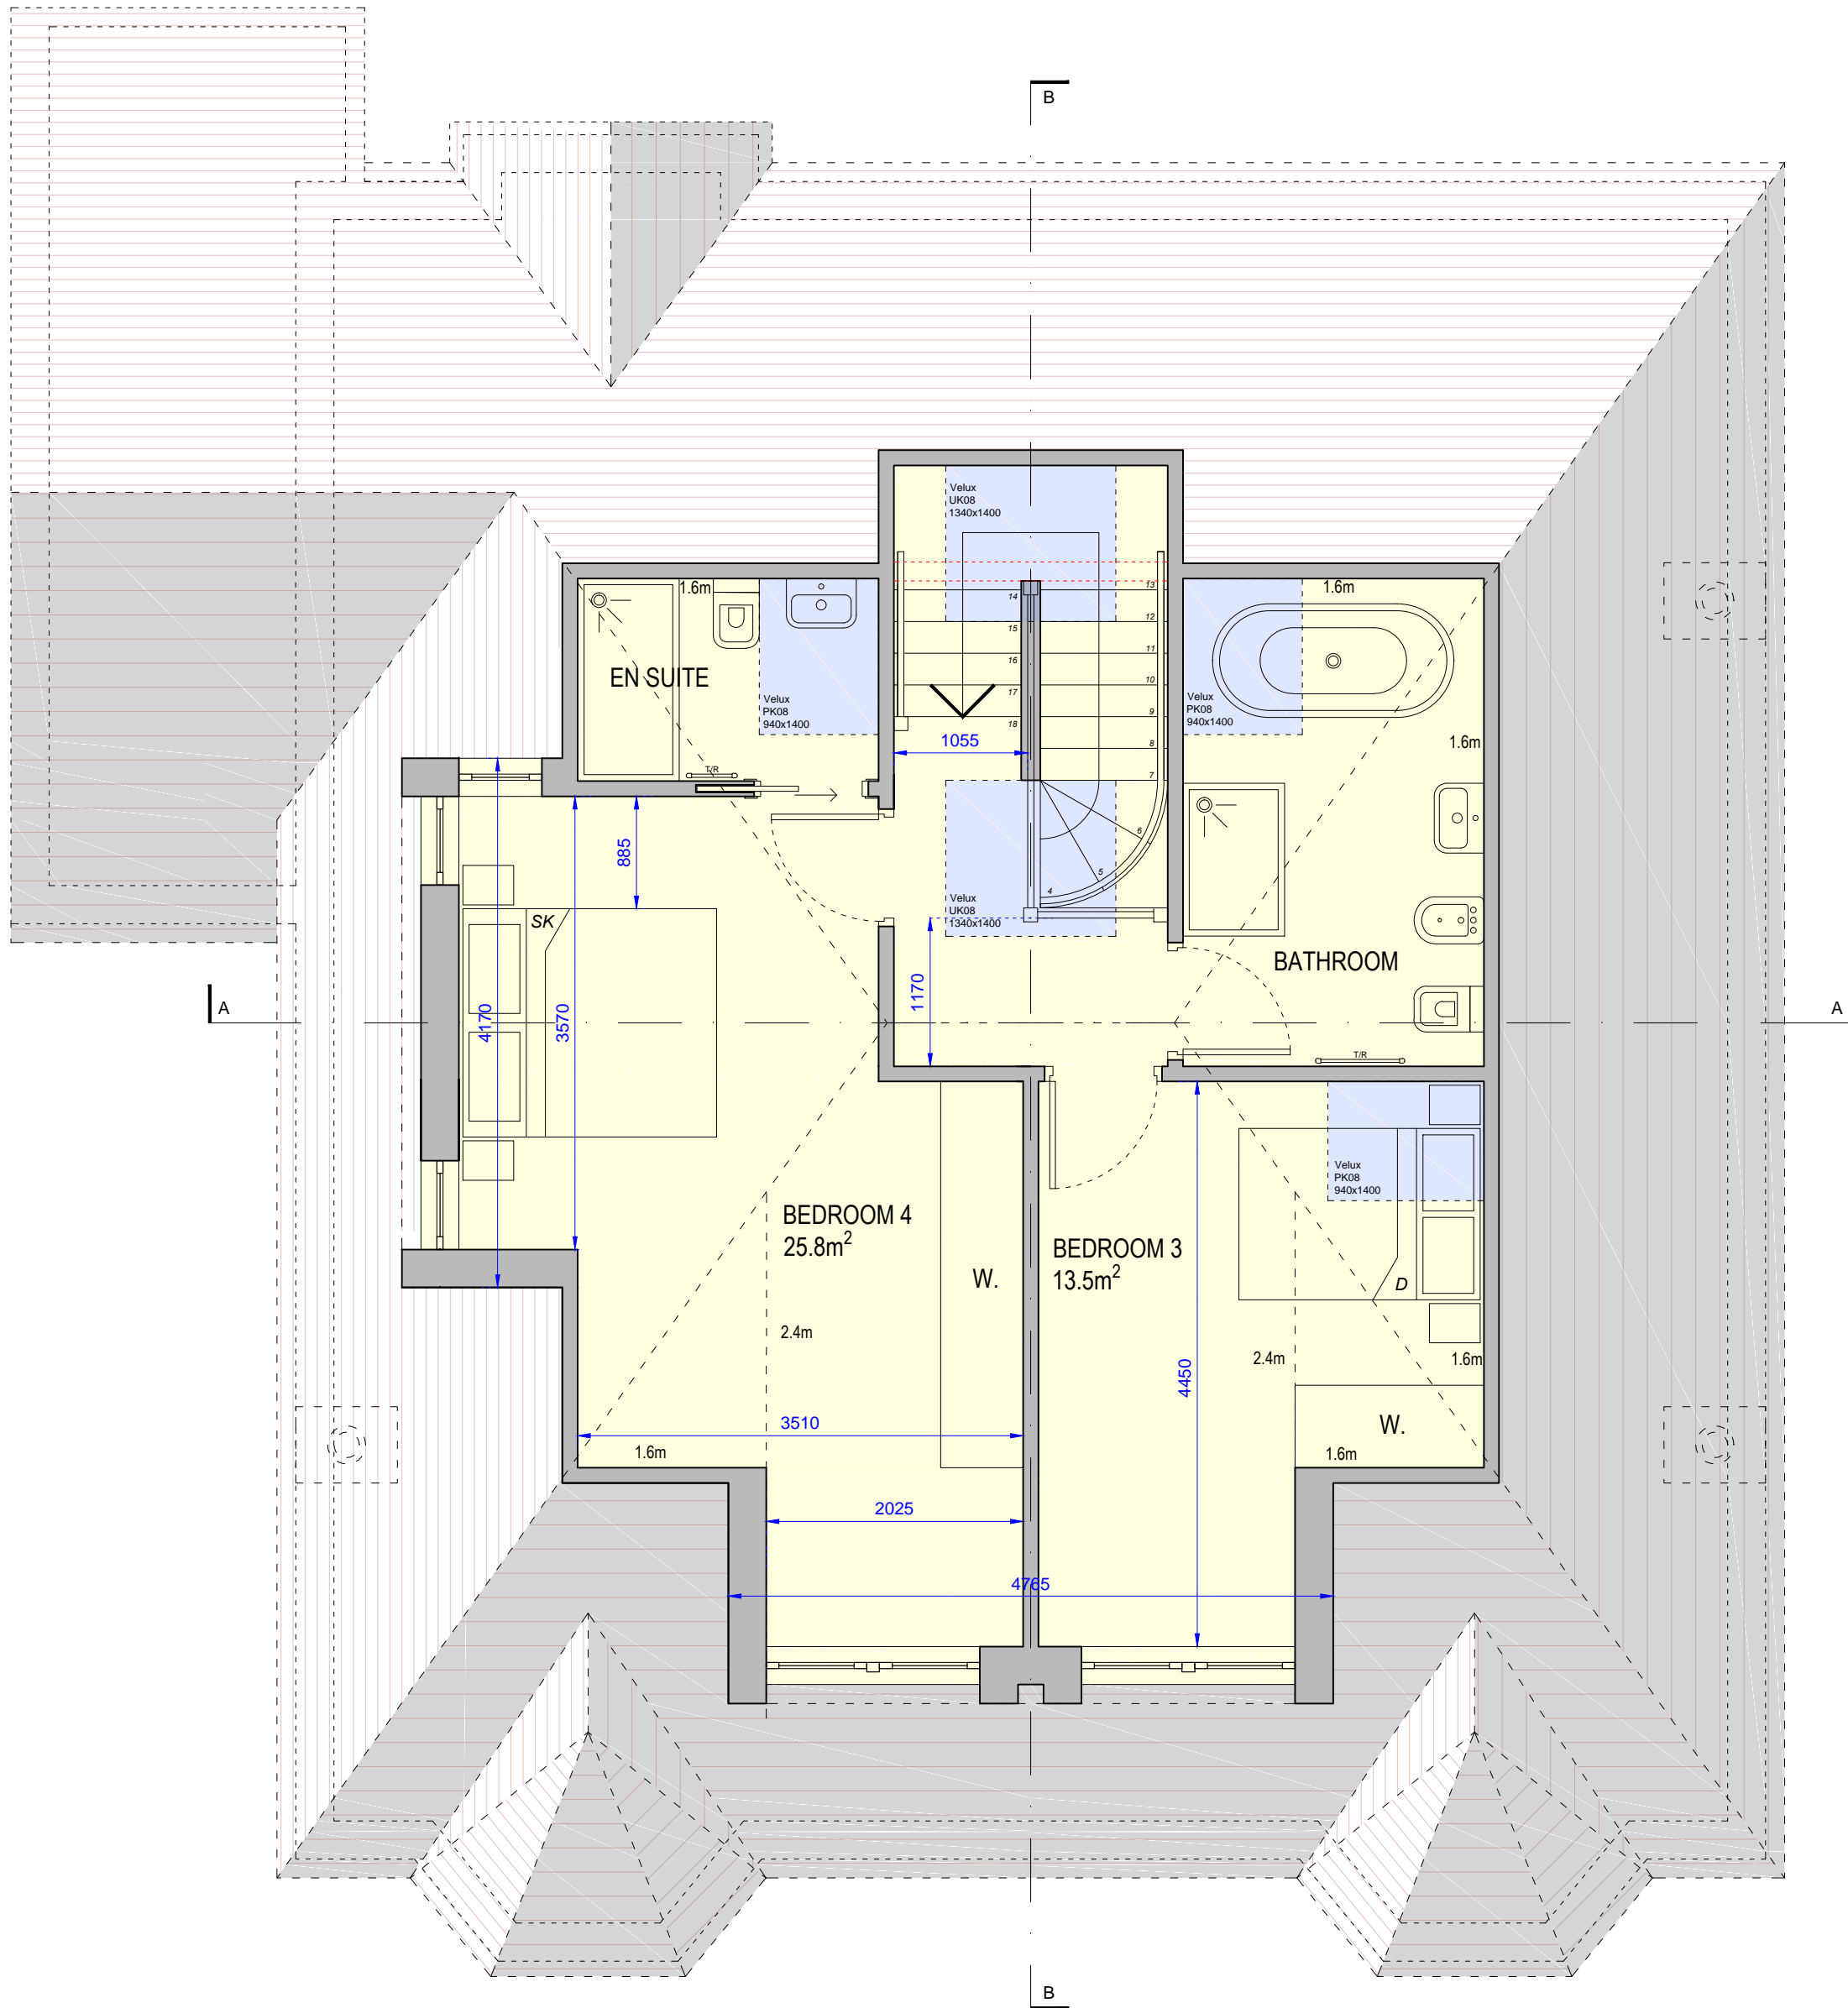 B
Velux
UK08
1340x1400
1.6m
EN SUITE
Velux
PK08
940x1400
T/R
14
15
16
17
18
13
12
11
10
9
8
7
6
5
4
1055
1.6m
Velux
PK08
940x1400
1.6m
BATHROOM
T/R
885
SK
Velux
UK08
1340x1400
1170
A
A
4170
3570
BEDROOM 4
25.8m²
W.
2.4m
BEDROOM 3
13.5m²
Velux
PK08
940x1400
D
2.4m
1.6m
4450
W.
3510
1.6m
1.6m
2025
4765
B